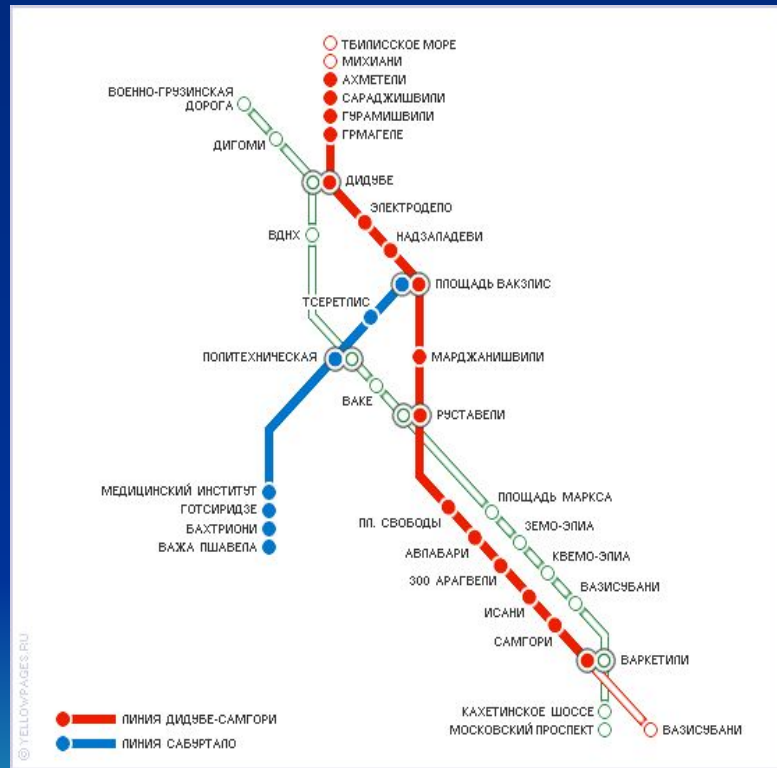 ТБИЛИССКОЕ МОРЕ
МИХИАНИ
АХМЕТЕЛИ
САРАДЖИШВИЛИ
ГУРАМИШВИЛИ
ГРМАГЕЛЕ
ВОЕННО-ГРУЗИНСКАЯ
ДОРОГА
ДИГОМИ
ДИДУБЕ
ЭЛЕКТРОДЕПО
ВДНХ
НАДЗАЛАДЕВИ
ПЛОЩАДЬ ВАКЗЛИС
ТСЕРЕТЛИС
ПОЛИТЕХНИЧЕСКАЯ
МАРДЖАНИШВИЛИ
ВАКЕ
РУСТАВЕЛИ
МЕДИЦИНСКИЙ ИНСТИТУТ
ГОТСИРИДЗЕ
БАХТРИОНИ
ВАЖА ПШАВЕЛА
ПЛОЩАДЬ МАРКСА
ПЛ. СВОБОДЫ
ЗЕМО-ЭЛИА
АВЛАБАРИ
КВЕМО-ЭЛИА
300 АРАГВЕЛИ
ВАЗИСУБАНИ
ИСАНИ
САМГОРИ
ВАРКЕТИЛИ
КАХЕТИНСКОЕ ШОССЕ
МОСКОВСКИЙ ПРОСПЕКТ
ВАЗИСУБАНИ
ЛИНИЯ ДИДУБЕ-САМГОРИ
ЛИНИЯ САБУРТАЛО
© YELLOWPAGES.RU